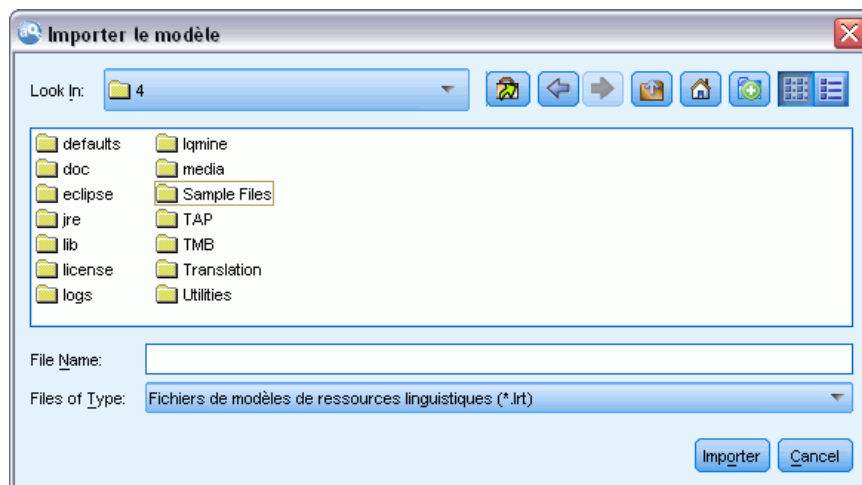 Importer le modèle
Look In: 4
defaults lqmine
doc media
eclipse Sample Files
jre TAP
lib TMB
license Translation
logs Utilities
File Name:
Files of Type: Fichiers de modèles de ressources linguistiques (*.lrt)
Importer Cancel